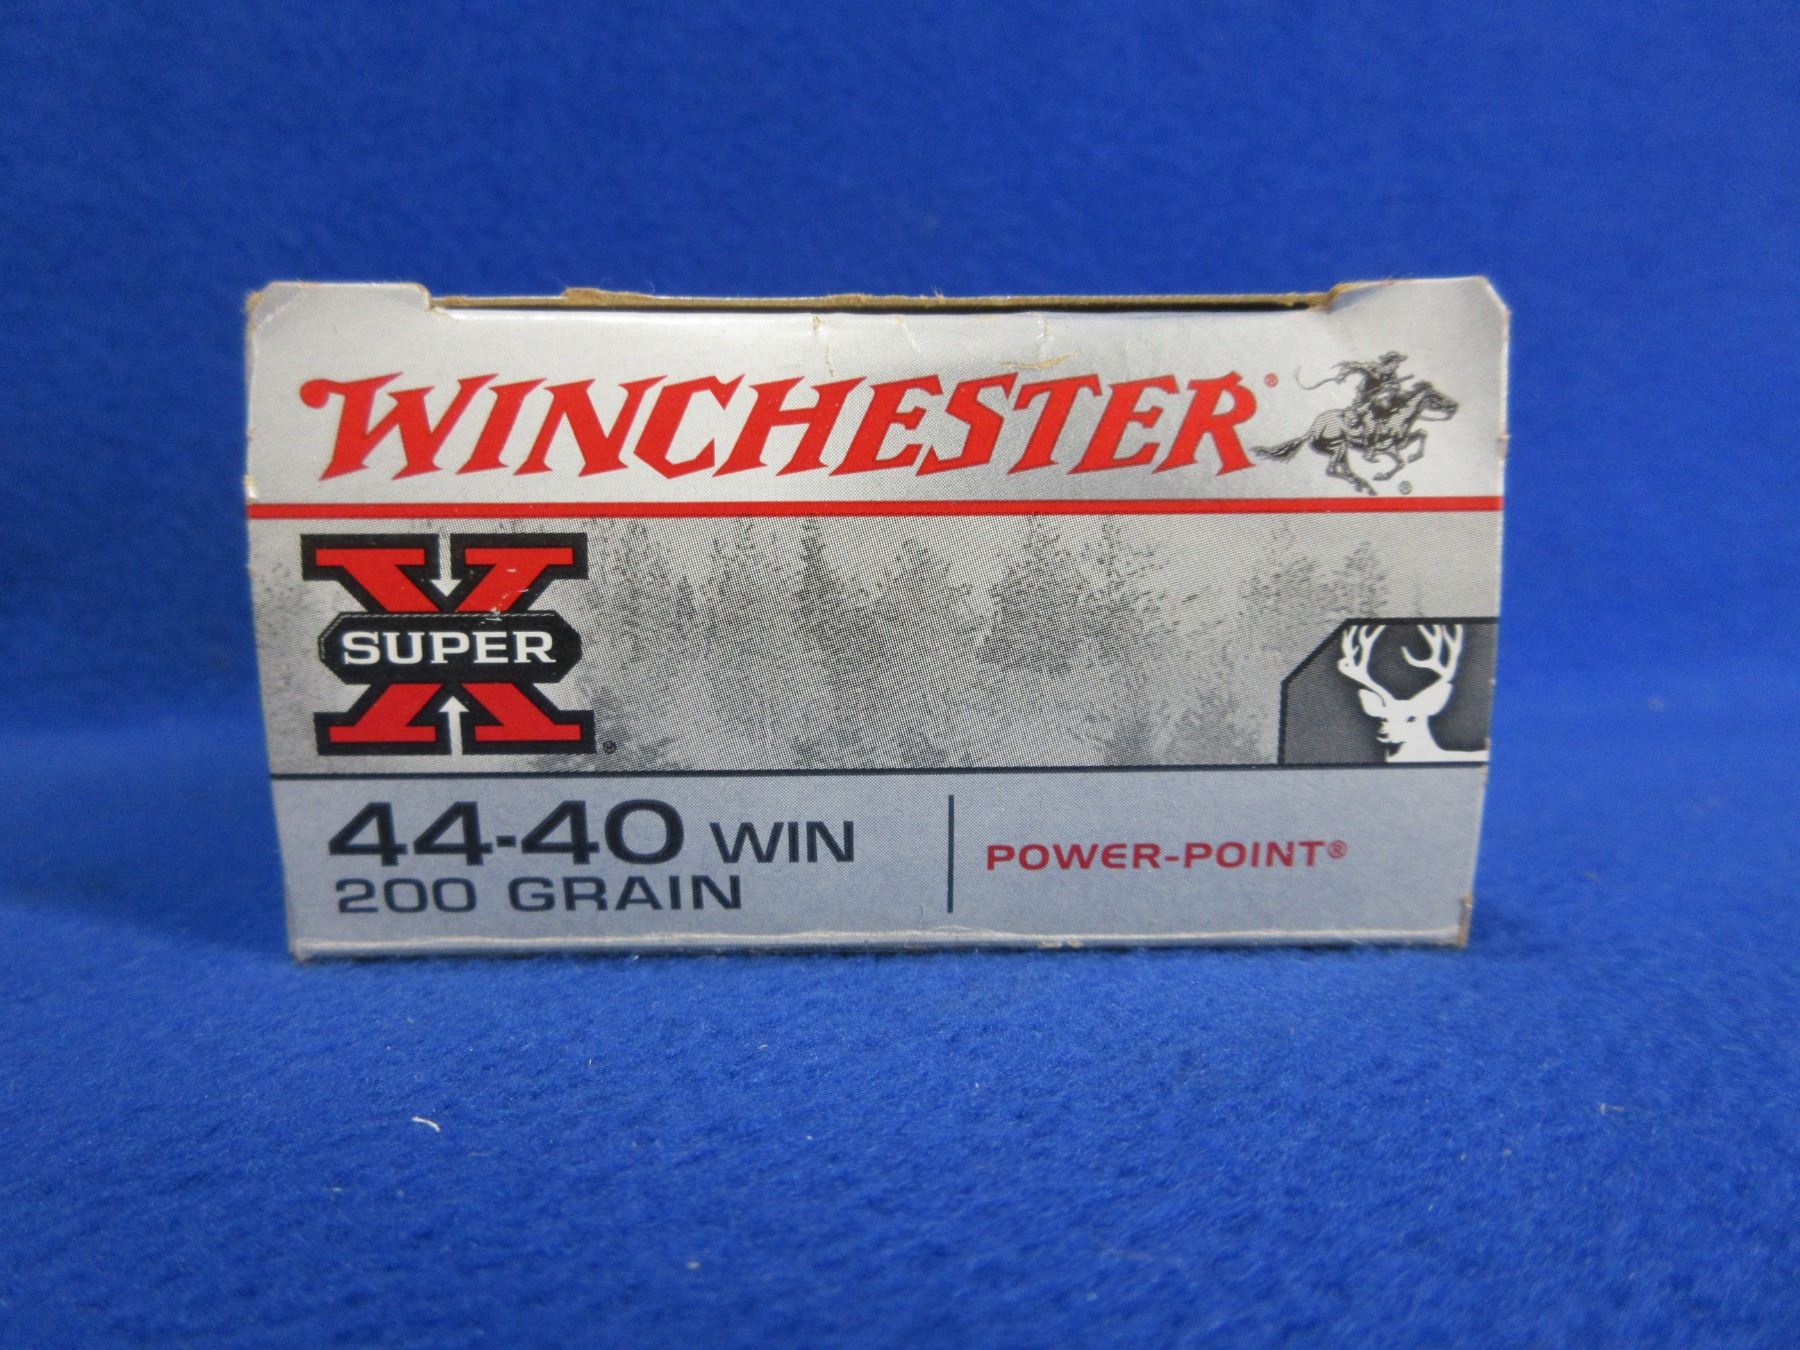 WINCHESTER®
®
SUPER X®
44-40 WIN
200 GRAIN
POWER-POINT®